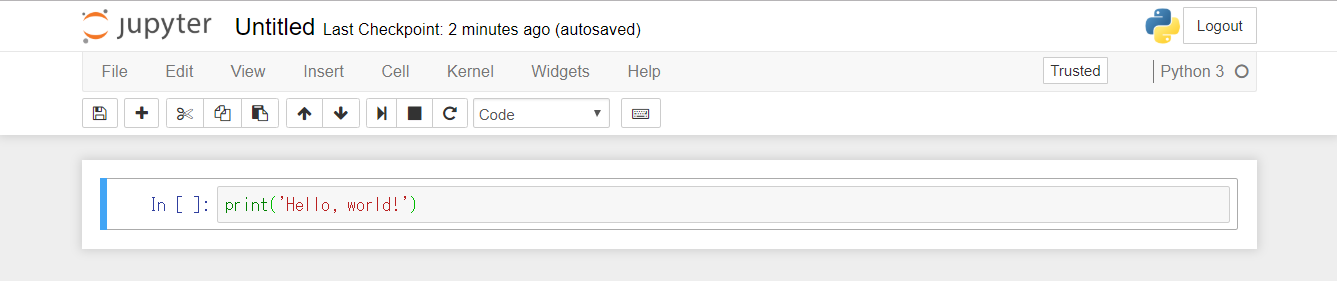 jupyter Untitled Last Checkpoint: 2 minutes ago (autosaved) Logout
File Edit View Insert Cell Kernel Widgets Help Trusted Python 3
Code
In [ ]: print('Hello, world!')